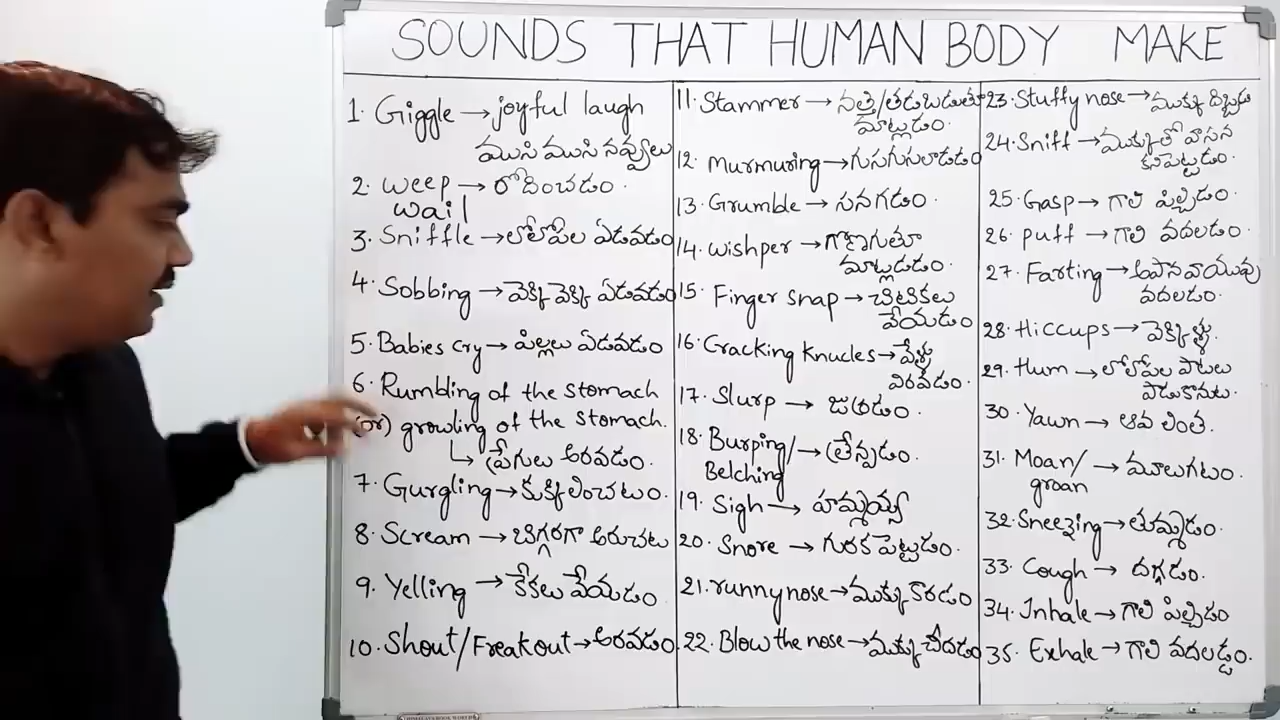 SOUNDS THAT HUMAN BODY MAKE
1. Giggle → joyful laugh
ముసి ముసి నవ్వులు
2. weep → రోదించడం.
wail
3. Sniffle → లోలోపల ఏడవడం
4. Sobbing → వెక్కి వెక్కి ఏడవడం
5. Babies cry → పిల్లలు ఏడవడం
6. Rumbling of the stomach
(or) growling of the stomach.
↳ ప్రేగులు అరవడం.
7. Gurgling → పుక్కిలించటం.
8. Scream → బిగ్గరగా అరుచుట
9. Yelling → కేకలు వేయడం
10. Shout/Freakout → అరవడం.
11. Stammer → నత్తి/తడబడుతూ
మాట్లడం.
12. Murmuring → గుసగుసలాడడం
13. Grumble → సనగడం.
14. Wishper → గొణగుతూ
మాట్లడడం.
15. Finger snap → చిటికలు
వేయడం
16. Cracking knucles → వేళ్ళు
విరవడం.
17. Slurp → జుర్రడం.
18. Burping/ → త్రేన్పడం.
Belching
19. Sigh → హమ్మయ్య
20. Snore → గురక పెట్టడం.
21. runny nose → ముక్కు కారడం
22. Blow the nose → ముక్కు చీదడం
23. Stuffy nose → ముక్కు దిబ్బడ
24. Sniff → ముక్కుతో వాసన
కనిపెట్టడం.
25. Gasp → గాలి పిల్చడం.
26. puff → గాలి వదలడం.
27. Farting → అపానవాయువు
వదలడం.
28. Hiccups → వెక్కిళ్ళు.
29. Hum → లోలోపల పాటలు
పాడుకొనుట.
30. Yawn → ఆవలింత.
31. Moan/ → మూలుగటం.
groan
32. Sneezing → తుమ్మడం.
33. Cough → దగ్గడం.
34. Inhale → గాలి పిల్చడం
35. Exhale → గాలి వదలడ్డం.